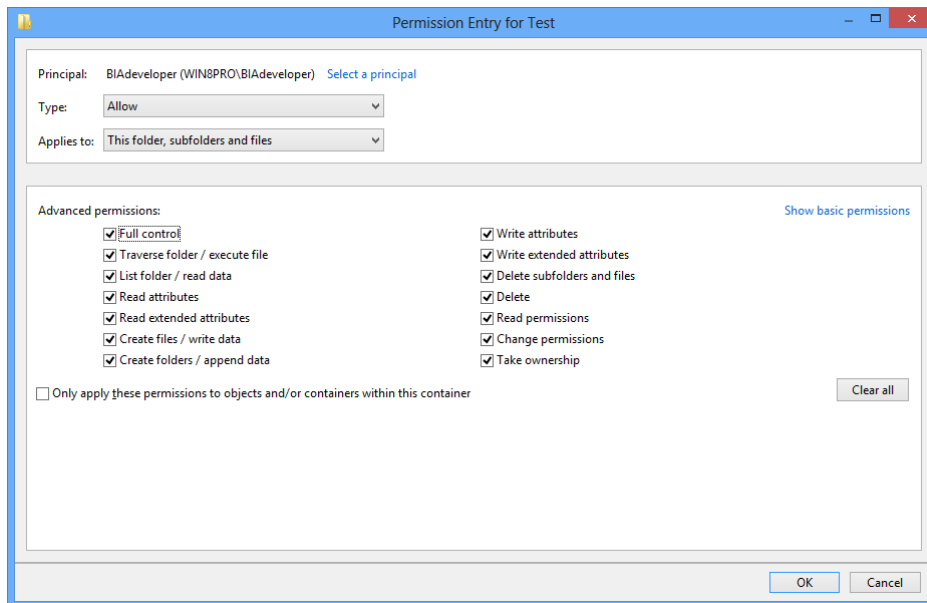 Permission Entry for Test
Principal: BIAdeveloper (WIN8PRO\BIAdeveloper) Select a principal
Type: Allow
Applies to: This folder, subfolders and files
Advanced permissions: Show basic permissions
Full control Write attributes
Traverse folder / execute file Write extended attributes
List folder / read data Delete subfolders and files
Read attributes Delete
Read extended attributes Read permissions
Create files / write data Change permissions
Create folders / append data Take ownership
Only apply these permissions to objects and/or containers within this container Clear all
OK Cancel